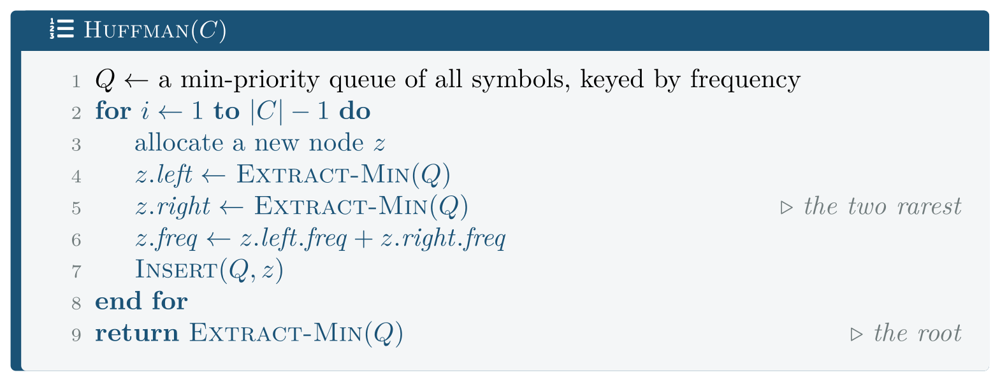 HUFFMAN(C)
1 Q ← a min-priority queue of all symbols, keyed by frequency
2 for i ← 1 to |C| − 1 do
3 allocate a new node z
4 z.left ← EXTRACT-MIN(Q)
5 z.right ← EXTRACT-MIN(Q) ▷ the two rarest
6 z.freq ← z.left.freq + z.right.freq
7 INSERT(Q, z)
8 end for
9 return EXTRACT-MIN(Q) ▷ the root